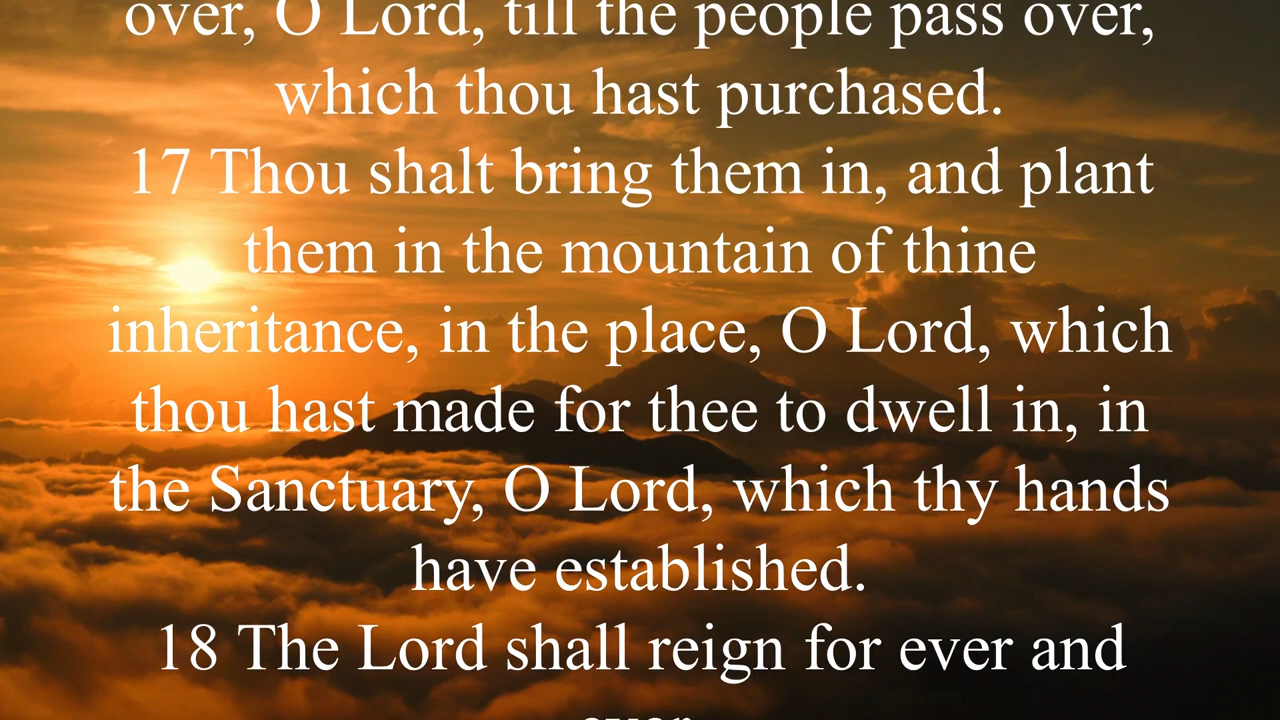 over, O Lord, till the people pass over,
which thou hast purchased.
17 Thou shalt bring them in, and plant
them in the mountain of thine
inheritance, in the place, O Lord, which
thou hast made for thee to dwell in, in
the Sanctuary, O Lord, which thy hands
have established.
18 The Lord shall reign for ever and
ever.